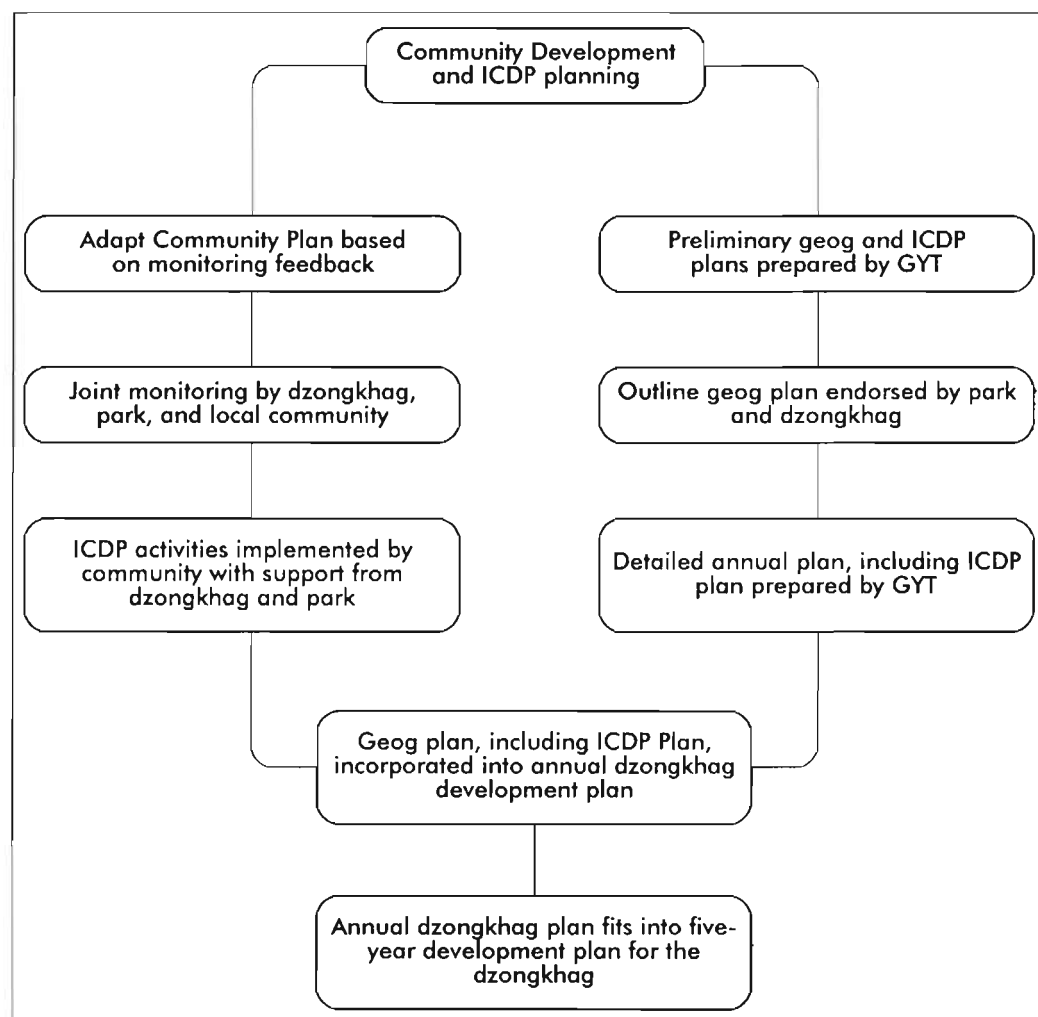 Community Development
and ICDP planning
Adapt Community Plan based
on monitoring feedback
Preliminary geog and ICDP
plans prepared by GYT
Joint monitoring by dzongkhag,
park, and local community
Outline geog plan endorsed by park
and dzongkhag
ICDP activities implemented by
community with support from
dzongkhag and park
Detailed annual plan, including ICDP
plan prepared by GYT
Geog plan, including ICDP Plan,
incorporated into annual dzongkhag
development plan
Annual dzongkhag plan fits into five-
year development plan for the
dzongkhag